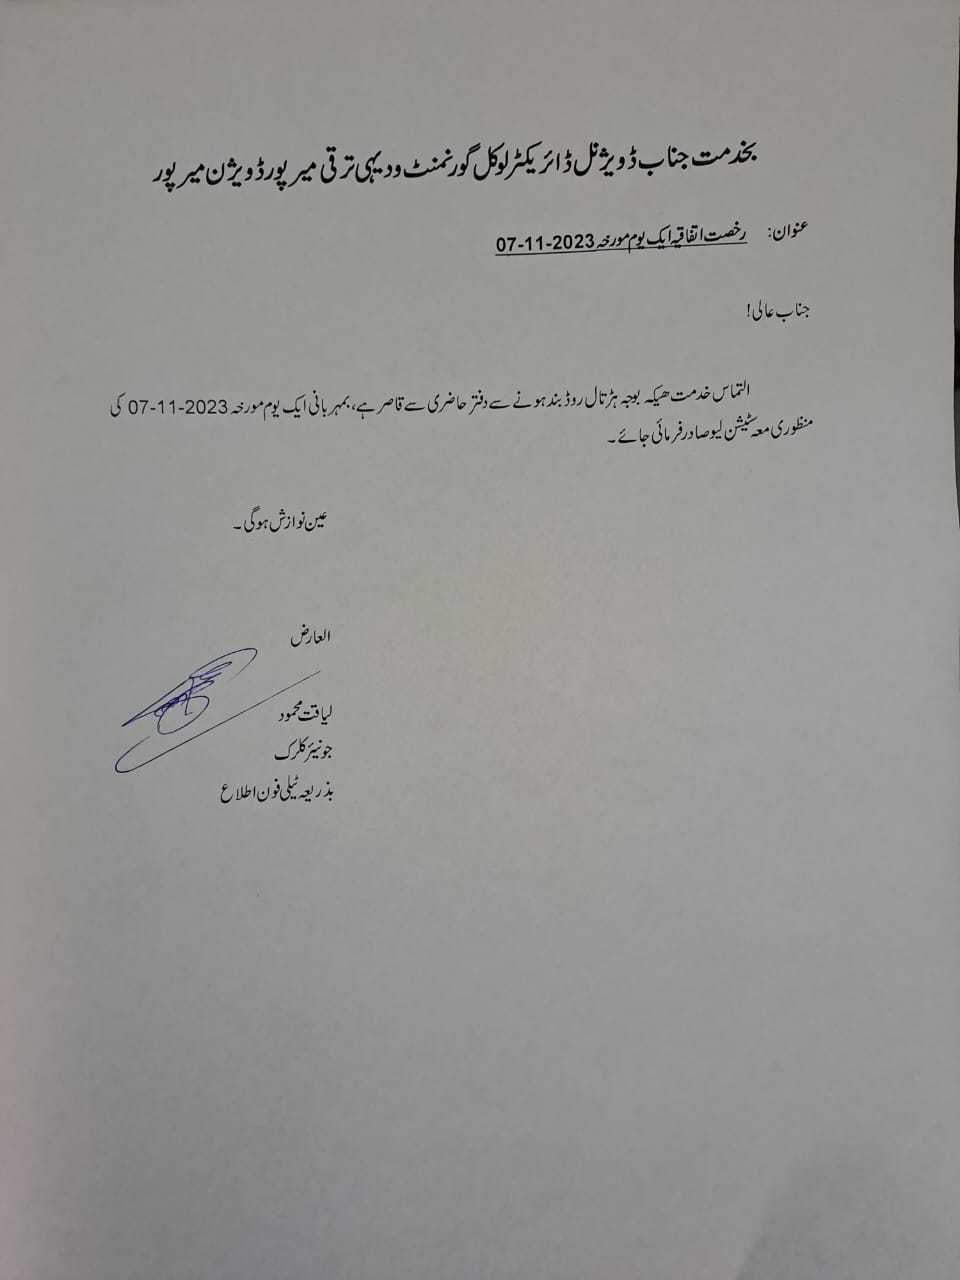 بخدمت جناب ڈویژنل ڈائریکٹر لوکل گورنمنٹ ودیہی ترقی میرپور ڈویژن میرپور
عنوان: رخصت اتفاقیہ ایک یوم مورخہ 07-11-2023
جناب عالی!
التماس خدمت ھیکہ بوجہ ہڑتال روڈ بند ہونے سے دفتر حاضری سے قاصر ہے، بمہربانی ایک یوم مورخہ 07-11-2023 کی
منظوری معہ سٹیشن لیو صادر فرمائی جائے۔
عین نوازش ہوگی۔
العارض
لیاقت محمود
جونیئر کلرک
بذریعہ ٹیلی فون اطلاع